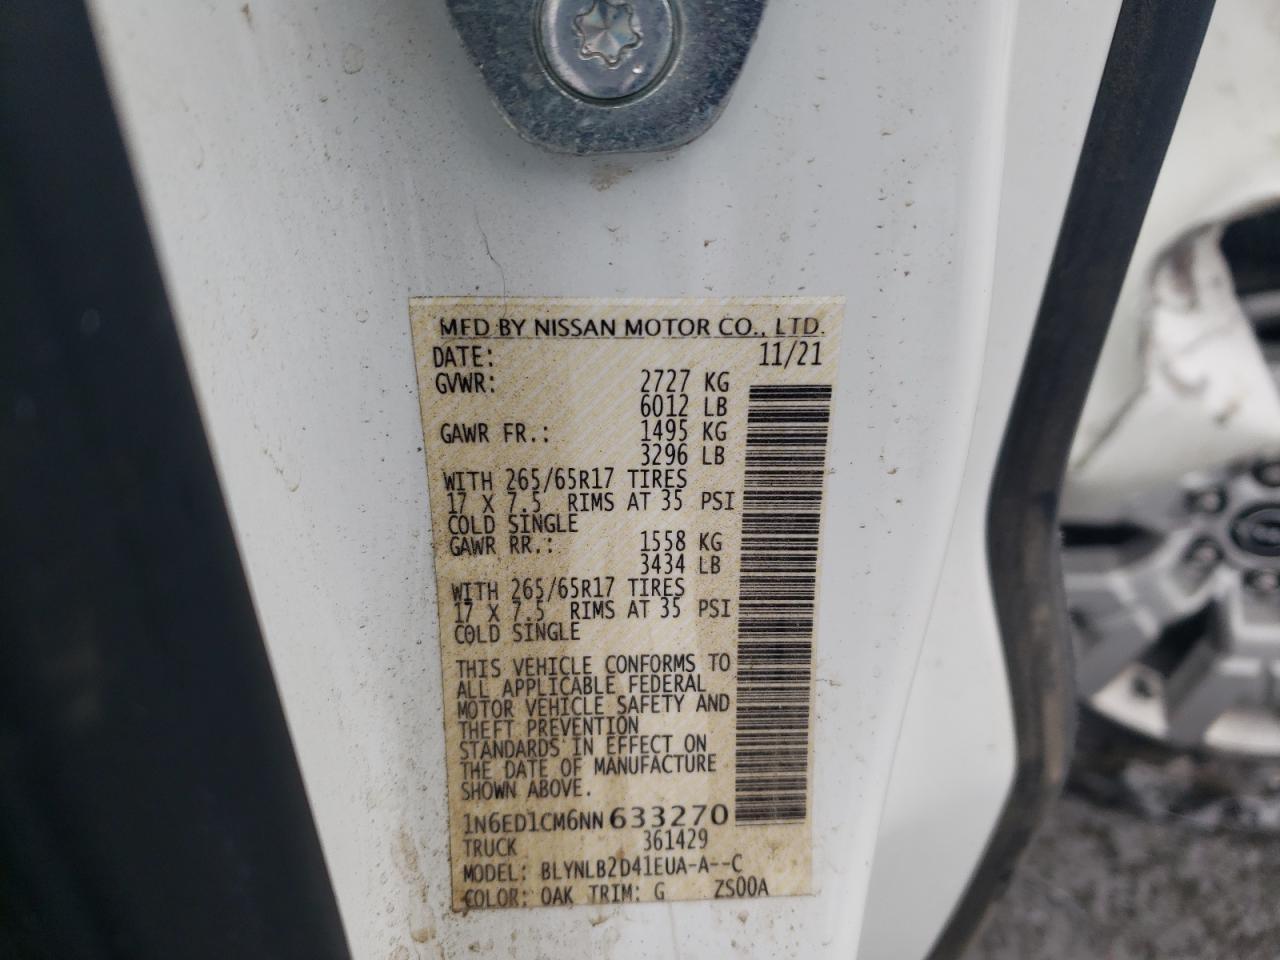 MFD BY NISSAN MOTOR CO., LTD.
DATE: 11/21
GVWR: 2727 KG
6012 LB
GAWR FR.: 1495 KG
3296 LB
WITH 265/65R17 TIRES
17 X 7.5 RIMS AT 35 PSI
COLD SINGLE
GAWR RR.: 1558 KG
3434 LB
WITH 265/65R17 TIRES
17 X 7.5 RIMS AT 35 PSI
COLD SINGLE
THIS VEHICLE CONFORMS TO
ALL APPLICABLE FEDERAL
MOTOR VEHICLE SAFETY AND
THEFT PREVENTION
STANDARDS IN EFFECT ON
THE DATE OF MANUFACTURE
SHOWN ABOVE.
1N6ED1CM6NN633270
TRUCK 361429
MODEL: BLYNLB2D41EUA-A--C
COLOR: OAK TRIM: G ZS00A